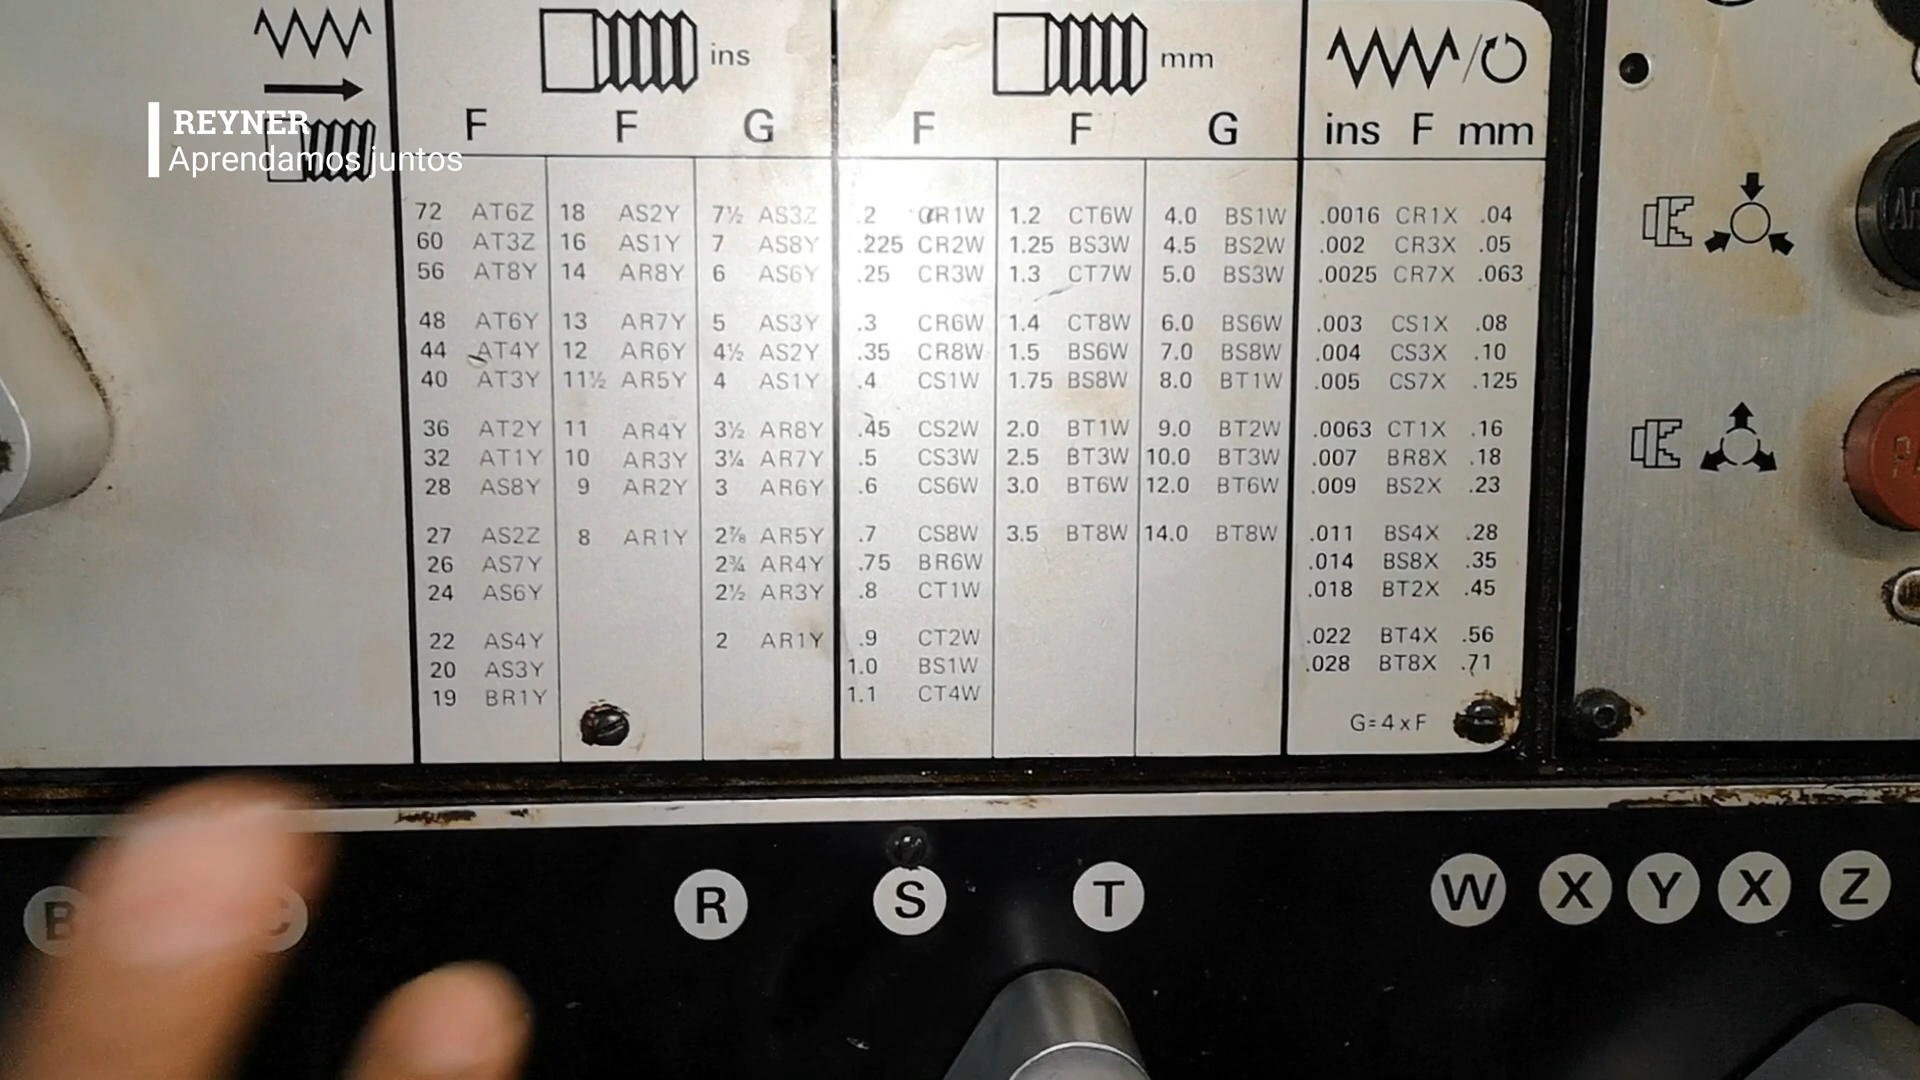 ins mm
REYNER
Aprendamos juntos
F F G F F G ins F mm
72 AT6Z 18 AS2Y 7½ AS3Z .2 CR1W 1.2 CT6W 4.0 BS1W .0016 CR1X .04
60 AT3Z 16 AS1Y 7 AS8Y .225 CR2W 1.25 BS3W 4.5 BS2W .002 CR3X .05
56 AT8Y 14 AR8Y 6 AS6Y .25 CR3W 1.3 CT7W 5.0 BS3W .0025 CR7X .063
48 AT6Y 13 AR7Y 5 AS3Y .3 CR6W 1.4 CT8W 6.0 BS6W .003 CS1X .08
44 AT4Y 12 AR6Y 4½ AS2Y .35 CR8W 1.5 BS6W 7.0 BS8W .004 CS3X .10
40 AT3Y 11½ AR5Y 4 AS1Y .4 CS1W 1.75 BS8W 8.0 BT1W .005 CS7X .125
36 AT2Y 11 AR4Y 3½ AR8Y .45 CS2W 2.0 BT1W 9.0 BT2W .0063 CT1X .16
32 AT1Y 10 AR3Y 3¼ AR7Y .5 CS3W 2.5 BT3W 10.0 BT3W .007 BR8X .18
28 AS8Y 9 AR2Y 3 AR6Y .6 CS6W 3.0 BT6W 12.0 BT6W .009 BS2X .23
27 AS2Z 8 AR1Y 2⅞ AR5Y .7 CS8W 3.5 BT8W 14.0 BT8W .011 BS4X .28
26 AS7Y 2¾ AR4Y .75 BR6W .014 BS8X .35
24 AS6Y 2½ AR3Y .8 CT1W .018 BT2X .45
22 AS4Y 2 AR1Y .9 CT2W .022 BT4X .56
20 AS3Y 1.0 BS1W .028 BT8X .71
19 BR1Y 1.1 CT4W
G=4xF
B C R S T W X Y X Z